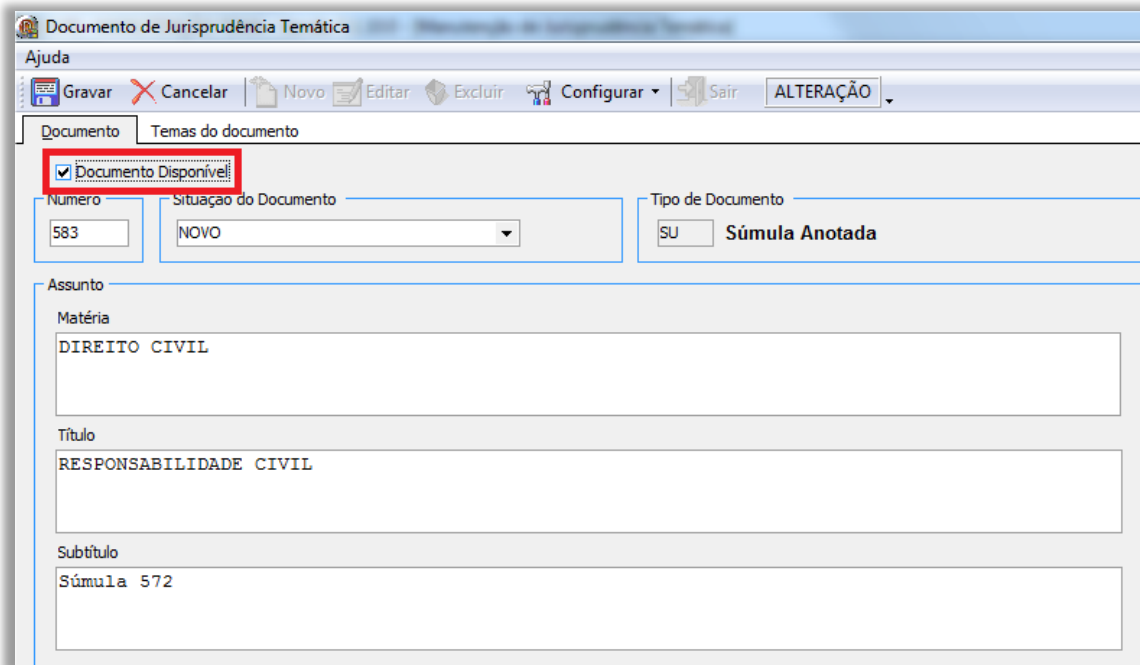 Documento de Jurisprudência Temática
Ajuda
Gravar Cancelar Novo Editar Excluir Configurar Sair ALTERAÇÃO
Documento Temas do documento
Documento Disponível
Número Situação do Documento Tipo de Documento
583 NOVO SU Súmula Anotada
Assunto
Matéria
DIREITO CIVIL
Título
RESPONSABILIDADE CIVIL
Subtítulo
Súmula 572